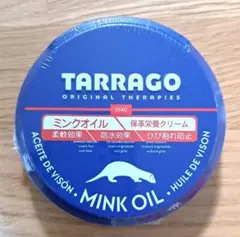 TARRAGO
ORIGINAL THERAPIES
1940
ミンクオイル 保革栄養クリーム
柔軟効果 防水効果 ひび割れ防止
ACEITE DE VISÓN • MINK OIL • HUILE DE VISON